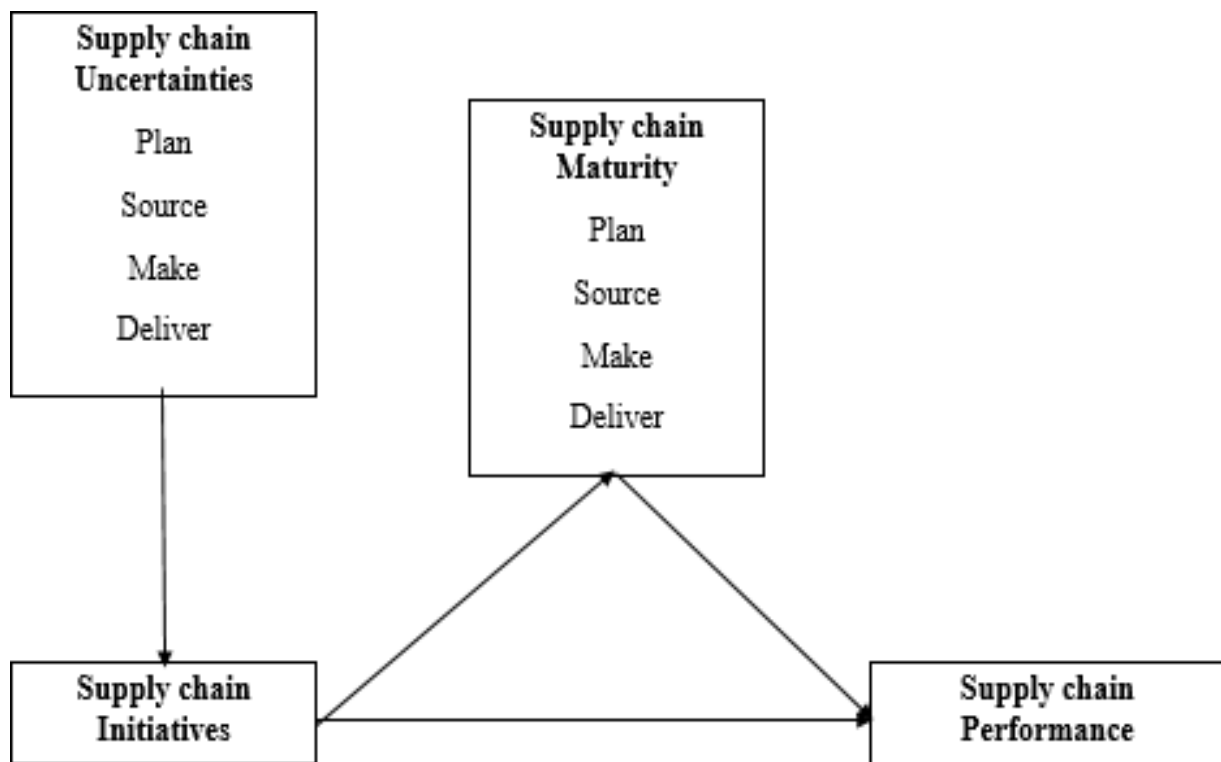 Supply chain
Uncertainties
Plan
Source
Make
Deliver
Supply chain
Maturity
Plan
Source
Make
Deliver
Supply chain
Initiatives
Supply chain
Performance